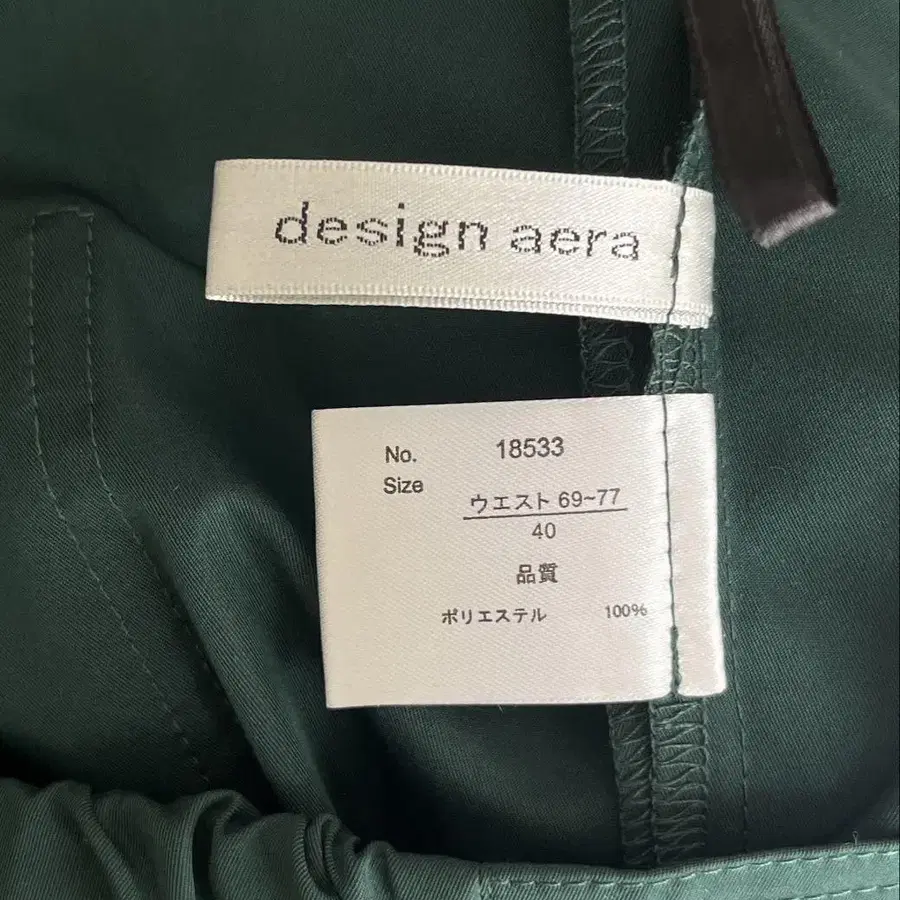 design aera
No. 18533
Size
ウエスト 69~77
40
品質
ポリエステル 100%